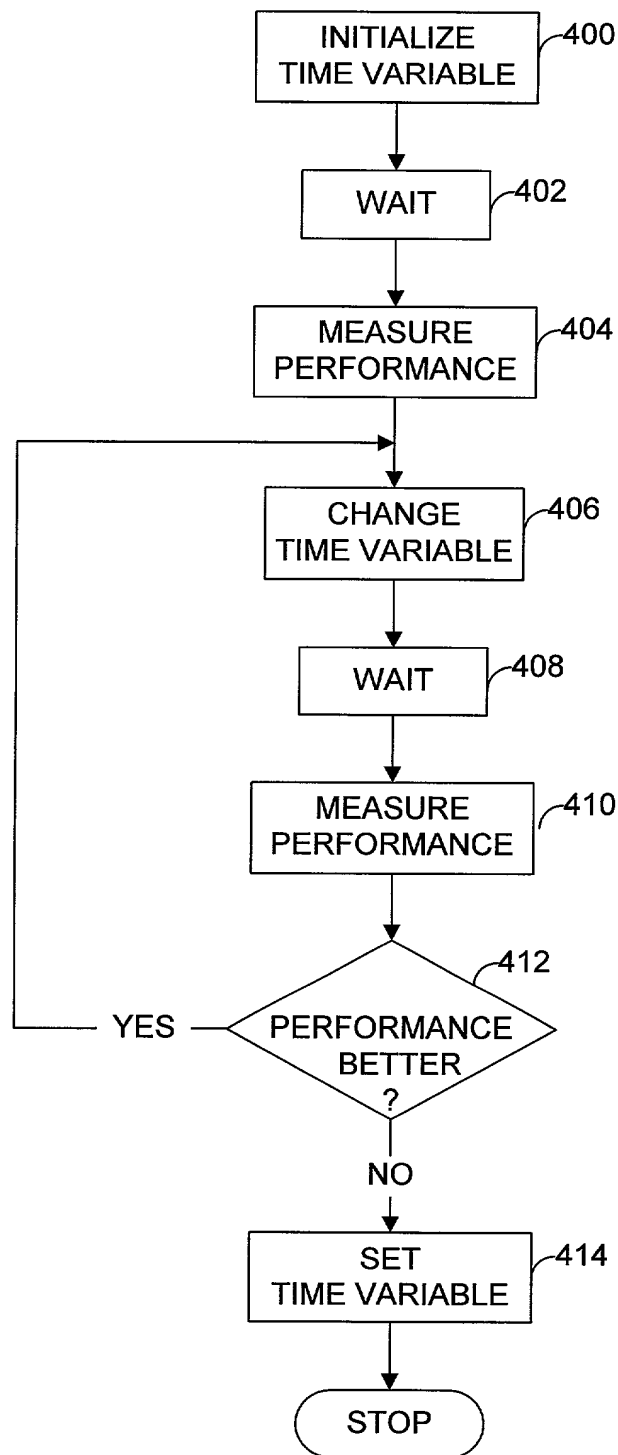 INITIALIZE
TIME VARIABLE
400
WAIT
402
MEASURE
PERFORMANCE
404
CHANGE
TIME VARIABLE
406
WAIT
408
MEASURE
PERFORMANCE
410
412
YES
PERFORMANCE
BETTER
?
NO
SET
TIME VARIABLE
414
STOP